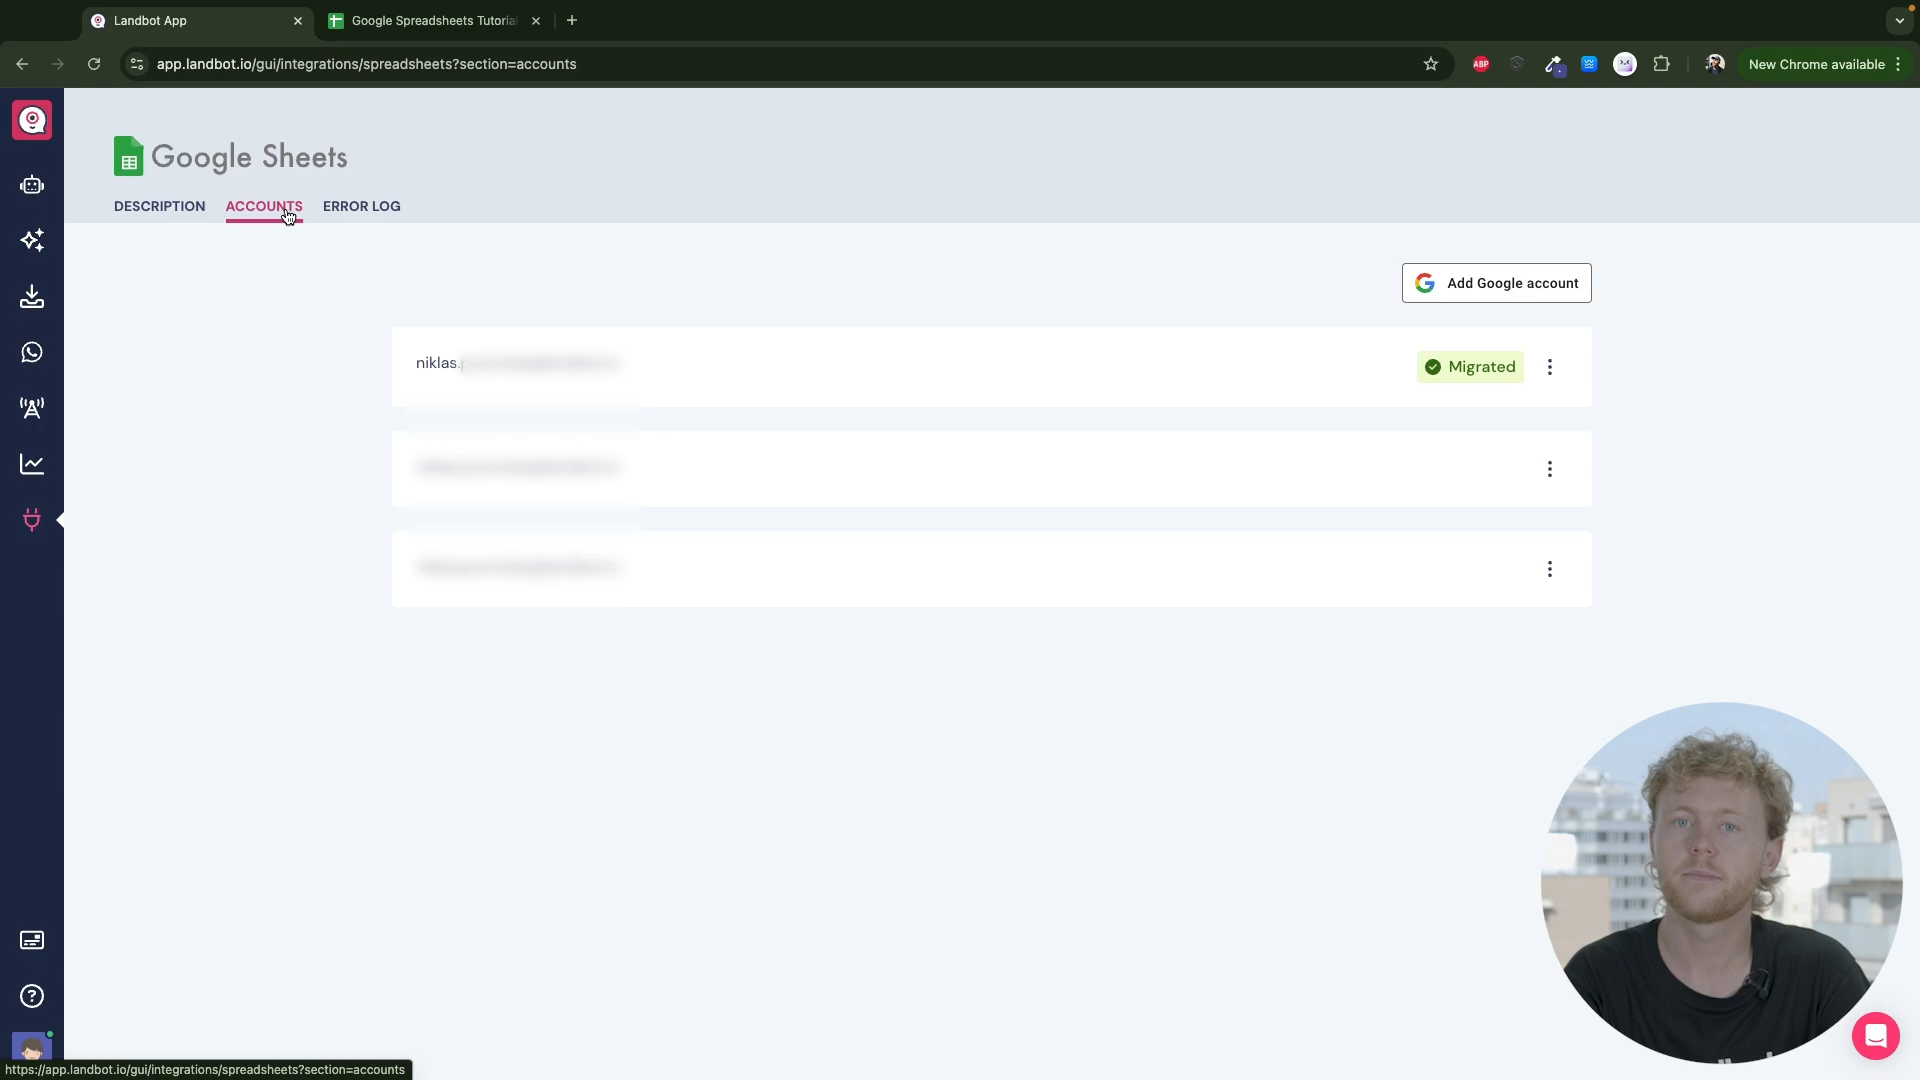 Landbot App
Google Spreadsheets Tutorial
app.landbot.io/gui/integrations/spreadsheets?section=accounts
ABP
New Chrome available
Google Sheets
DESCRIPTION
ACCOUNTS
ERROR LOG
Add Google account
niklas.
Migrated
https://app.landbot.io/gui/integrations/spreadsheets?section=accounts